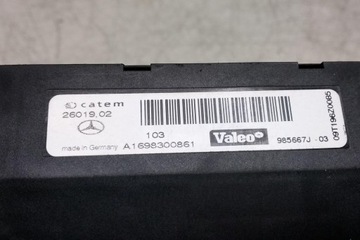 catem
26019.02
103
made in Germany
A1698300861
Valeo
985667J - 03
09T196Z0085